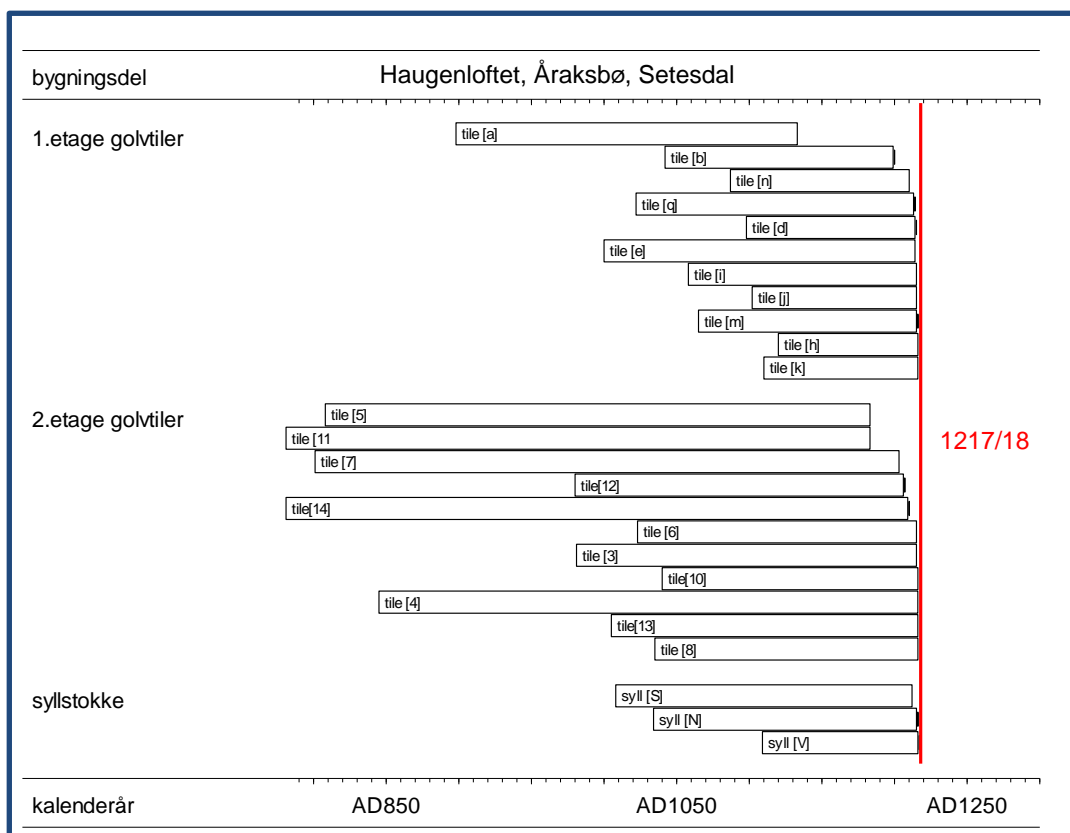 bygningsdel
Haugenloftet, Åraksbø, Setesdal
1.etage golvtiler
tile [a]
tile [b]
tile [n]
tile [q]
tile [d]
tile [e]
tile [i]
tile [j]
tile [m]
tile [h]
tile [k]
2.etage golvtiler
tile [5]
tile [11
tile [7]
tile[12]
tile[14]
tile [6]
tile [3]
tile[10]
tile [4]
tile[13]
tile [8]
1217/18
syllstokke
syll [S]
syll [N]
syll [V]
kalenderår AD850 AD1050 AD1250